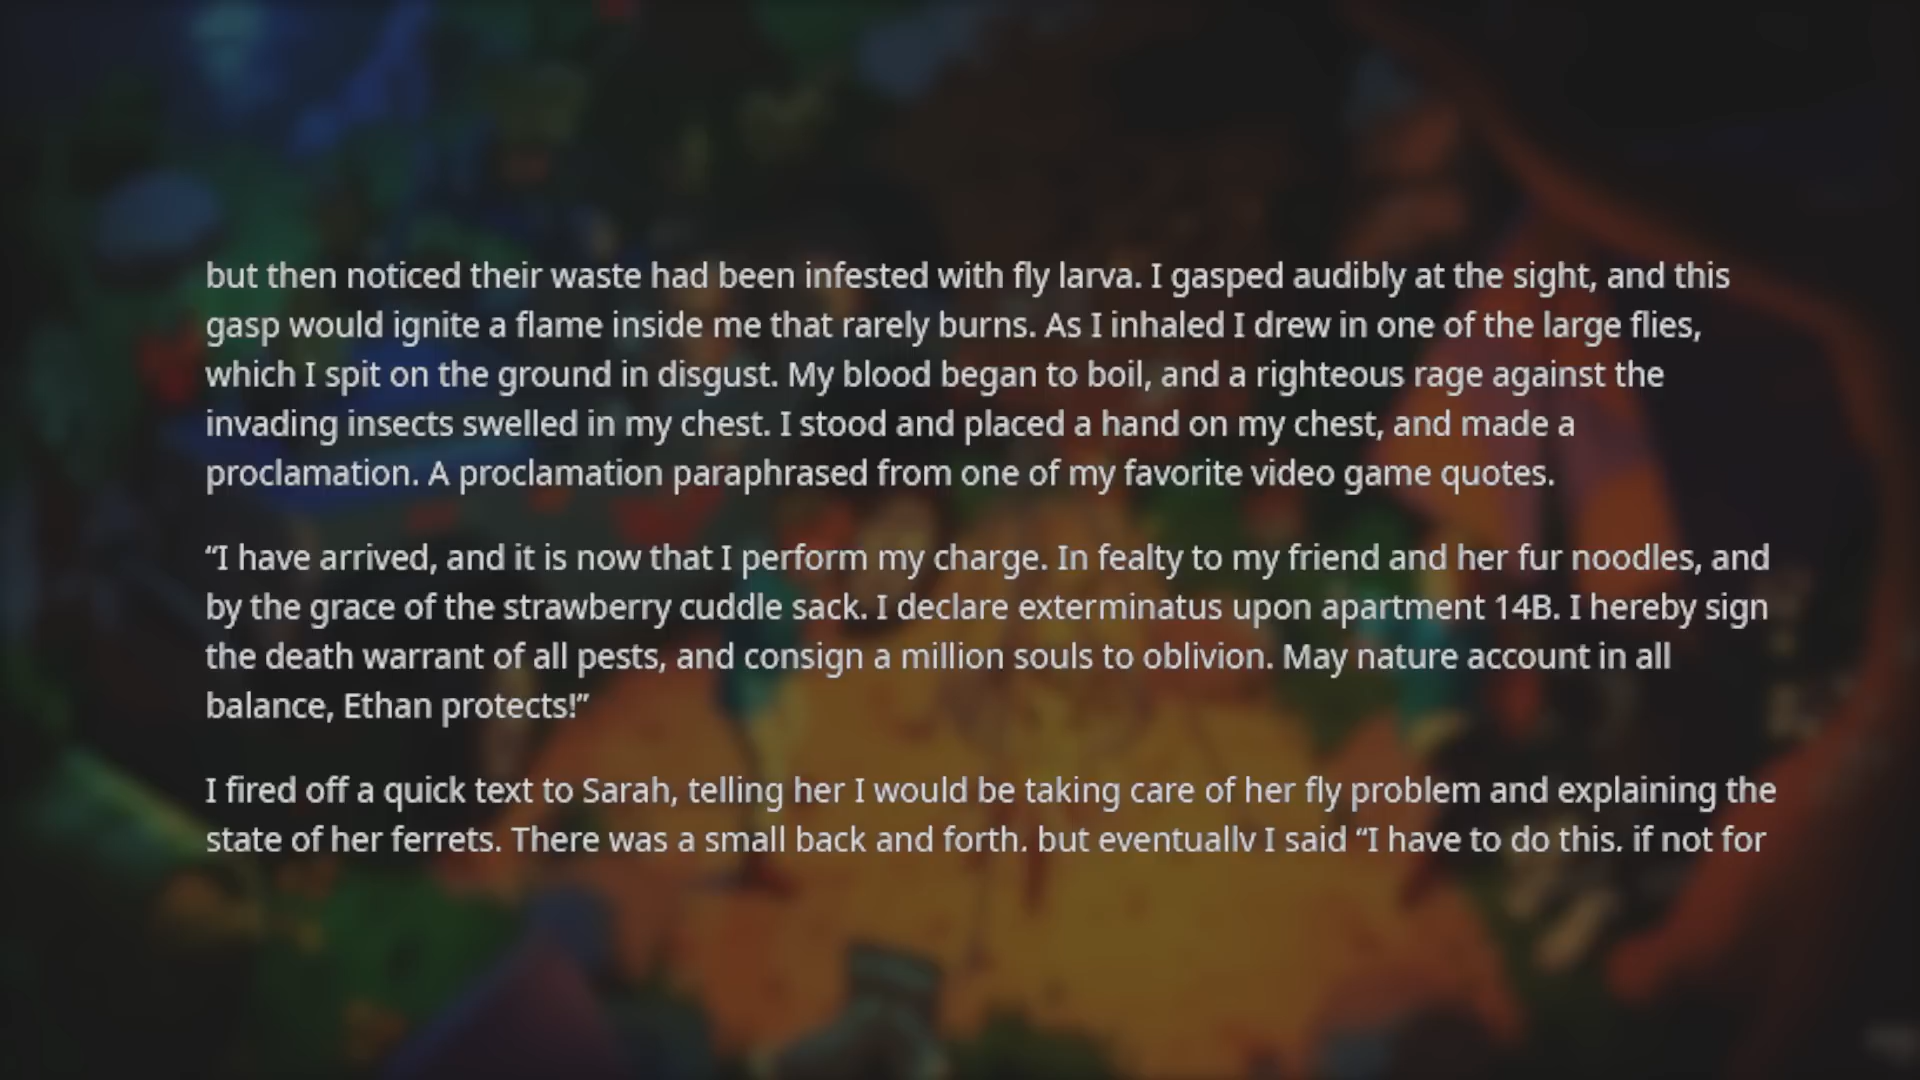 but then noticed their waste had been infested with fly larva. I gasped audibly at the sight, and this
gasp would ignite a flame inside me that rarely burns. As I inhaled I drew in one of the large flies,
which I spit on the ground in disgust. My blood began to boil, and a righteous rage against the
invading insects swelled in my chest. I stood and placed a hand on my chest, and made a
proclamation. A proclamation paraphrased from one of my favorite video game quotes.
“I have arrived, and it is now that I perform my charge. In fealty to my friend and her fur noodles, and
by the grace of the strawberry cuddle sack. I declare exterminatus upon apartment 14B. I hereby sign
the death warrant of all pests, and consign a million souls to oblivion. May nature account in all
balance, Ethan protects!”
I fired off a quick text to Sarah, telling her I would be taking care of her fly problem and explaining the
state of her ferrets. There was a small back and forth, but eventually I said “I have to do this, if not for